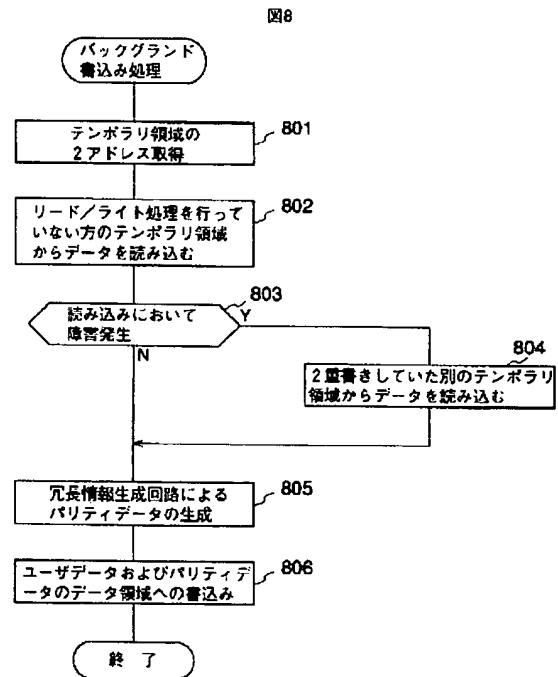 図8
バックグランド
書込み処理
テンポラリ領域の
2アドレス取得
801
リード/ライト処理を行って
いない方のテンポラリ領域
からデータを読み込む
802
読み込みにおいて
障害発生
803
Y
N
804
2重書きしていた別のテンポラリ
領域からデータを読み込む
冗長情報生成回路による
パリティデータの生成
805
ユーザデータおよびパリティデ
ータのデータ領域への書込み
806
終 了